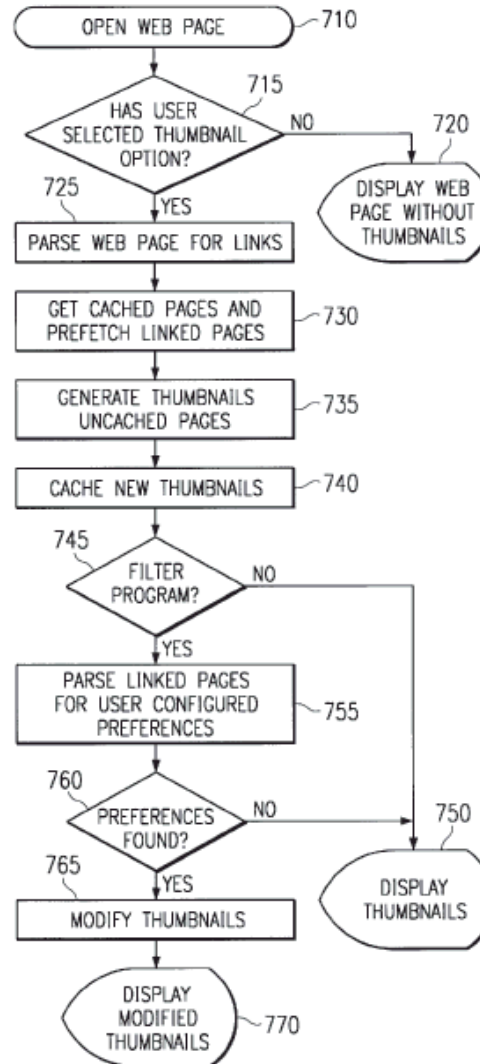 OPEN WEB PAGE
710
HAS USER
SELECTED THUMBNAIL
OPTION?
715
NO
720
DISPLAY WEB
PAGE WITHOUT
THUMBNAILS
YES
725
PARSE WEB PAGE FOR LINKS
GET CACHED PAGES AND
PREFETCH LINKED PAGES
730
GENERATE THUMBNAILS
UNCACHED PAGES
735
CACHE NEW THUMBNAILS
740
745
FILTER
PROGRAM?
NO
YES
PARSE LINKED PAGES
FOR USER CONFIGURED
PREFERENCES
755
760
PREFERENCES
FOUND?
NO
750
DISPLAY
THUMBNAILS
YES
765
MODIFY THUMBNAILS
DISPLAY
MODIFIED
THUMBNAILS
770